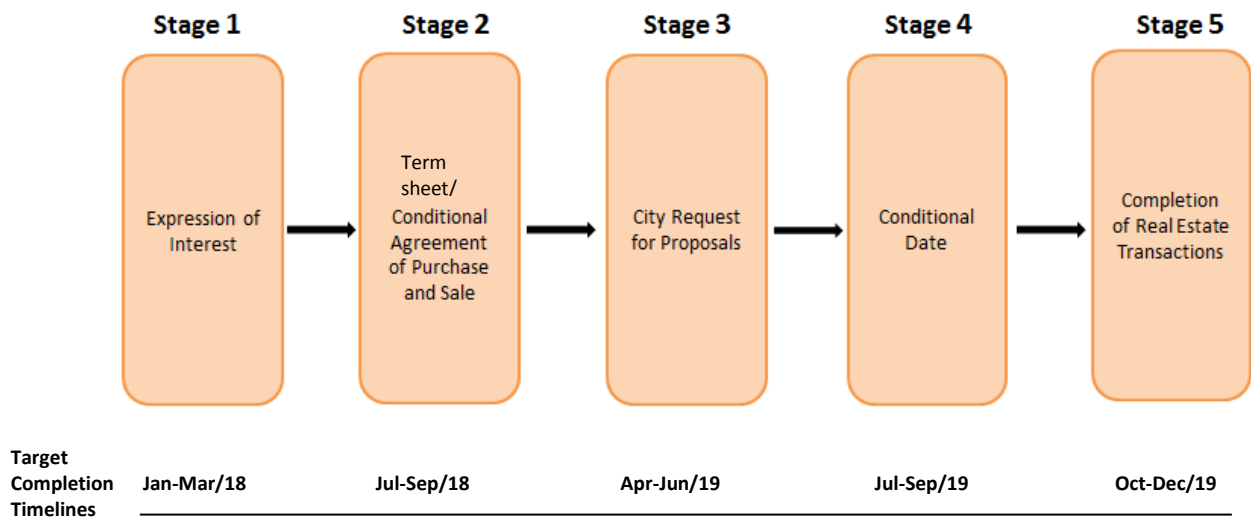 Stage 1
Stage 2
Stage 3
Stage 4
Stage 5
Expression of
Interest
Term
sheet/
Conditional
Agreement
of Purchase
and Sale
City Request
for Proposals
Conditional
Date
Completion
of Real Estate
Transactions
Target
Completion
Timelines
Jan-Mar/18
Jul-Sep/18
Apr-Jun/19
Jul-Sep/19
Oct-Dec/19